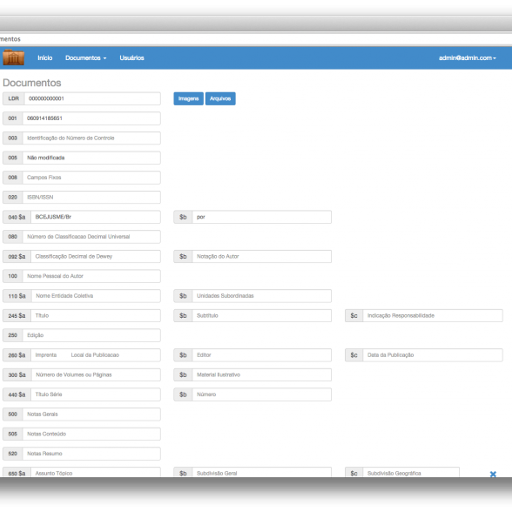 mentos
Início Documentos Usuários admin@admin.com
Documentos
LDR 000000000001 Imagens Arquivos
001 060914185651
003 Identificação do Número de Controle
005 Não modificada
008 Campos Fixos
020 ISBN/ISSN
040 $a BCEJUSME/Br $b por
080 Número de Classificacao Decimal Universal
092 $a Classificação Decimal de Dewey $b Notação do Autor
100 Nome Pessoal do Autor
110 $a Nome Entidade Coletiva $b Unidades Subordinadas
245 $a Título $b Subtítulo $c Indicação Responsabilidade
250 Edição
260 $a Imprenta Local da Publicacao $b Editor $c Data da Publicação
300 $a Número de Volumes ou Páginas $b Material Ilustrativo
440 $a Título Série $b Número
500 Notas Gerais
505 Notas Conteúdo
520 Notas Resumo
650 $a Assunto Tópico $b Subdivisão Geral $c Subdivisão Geográfica